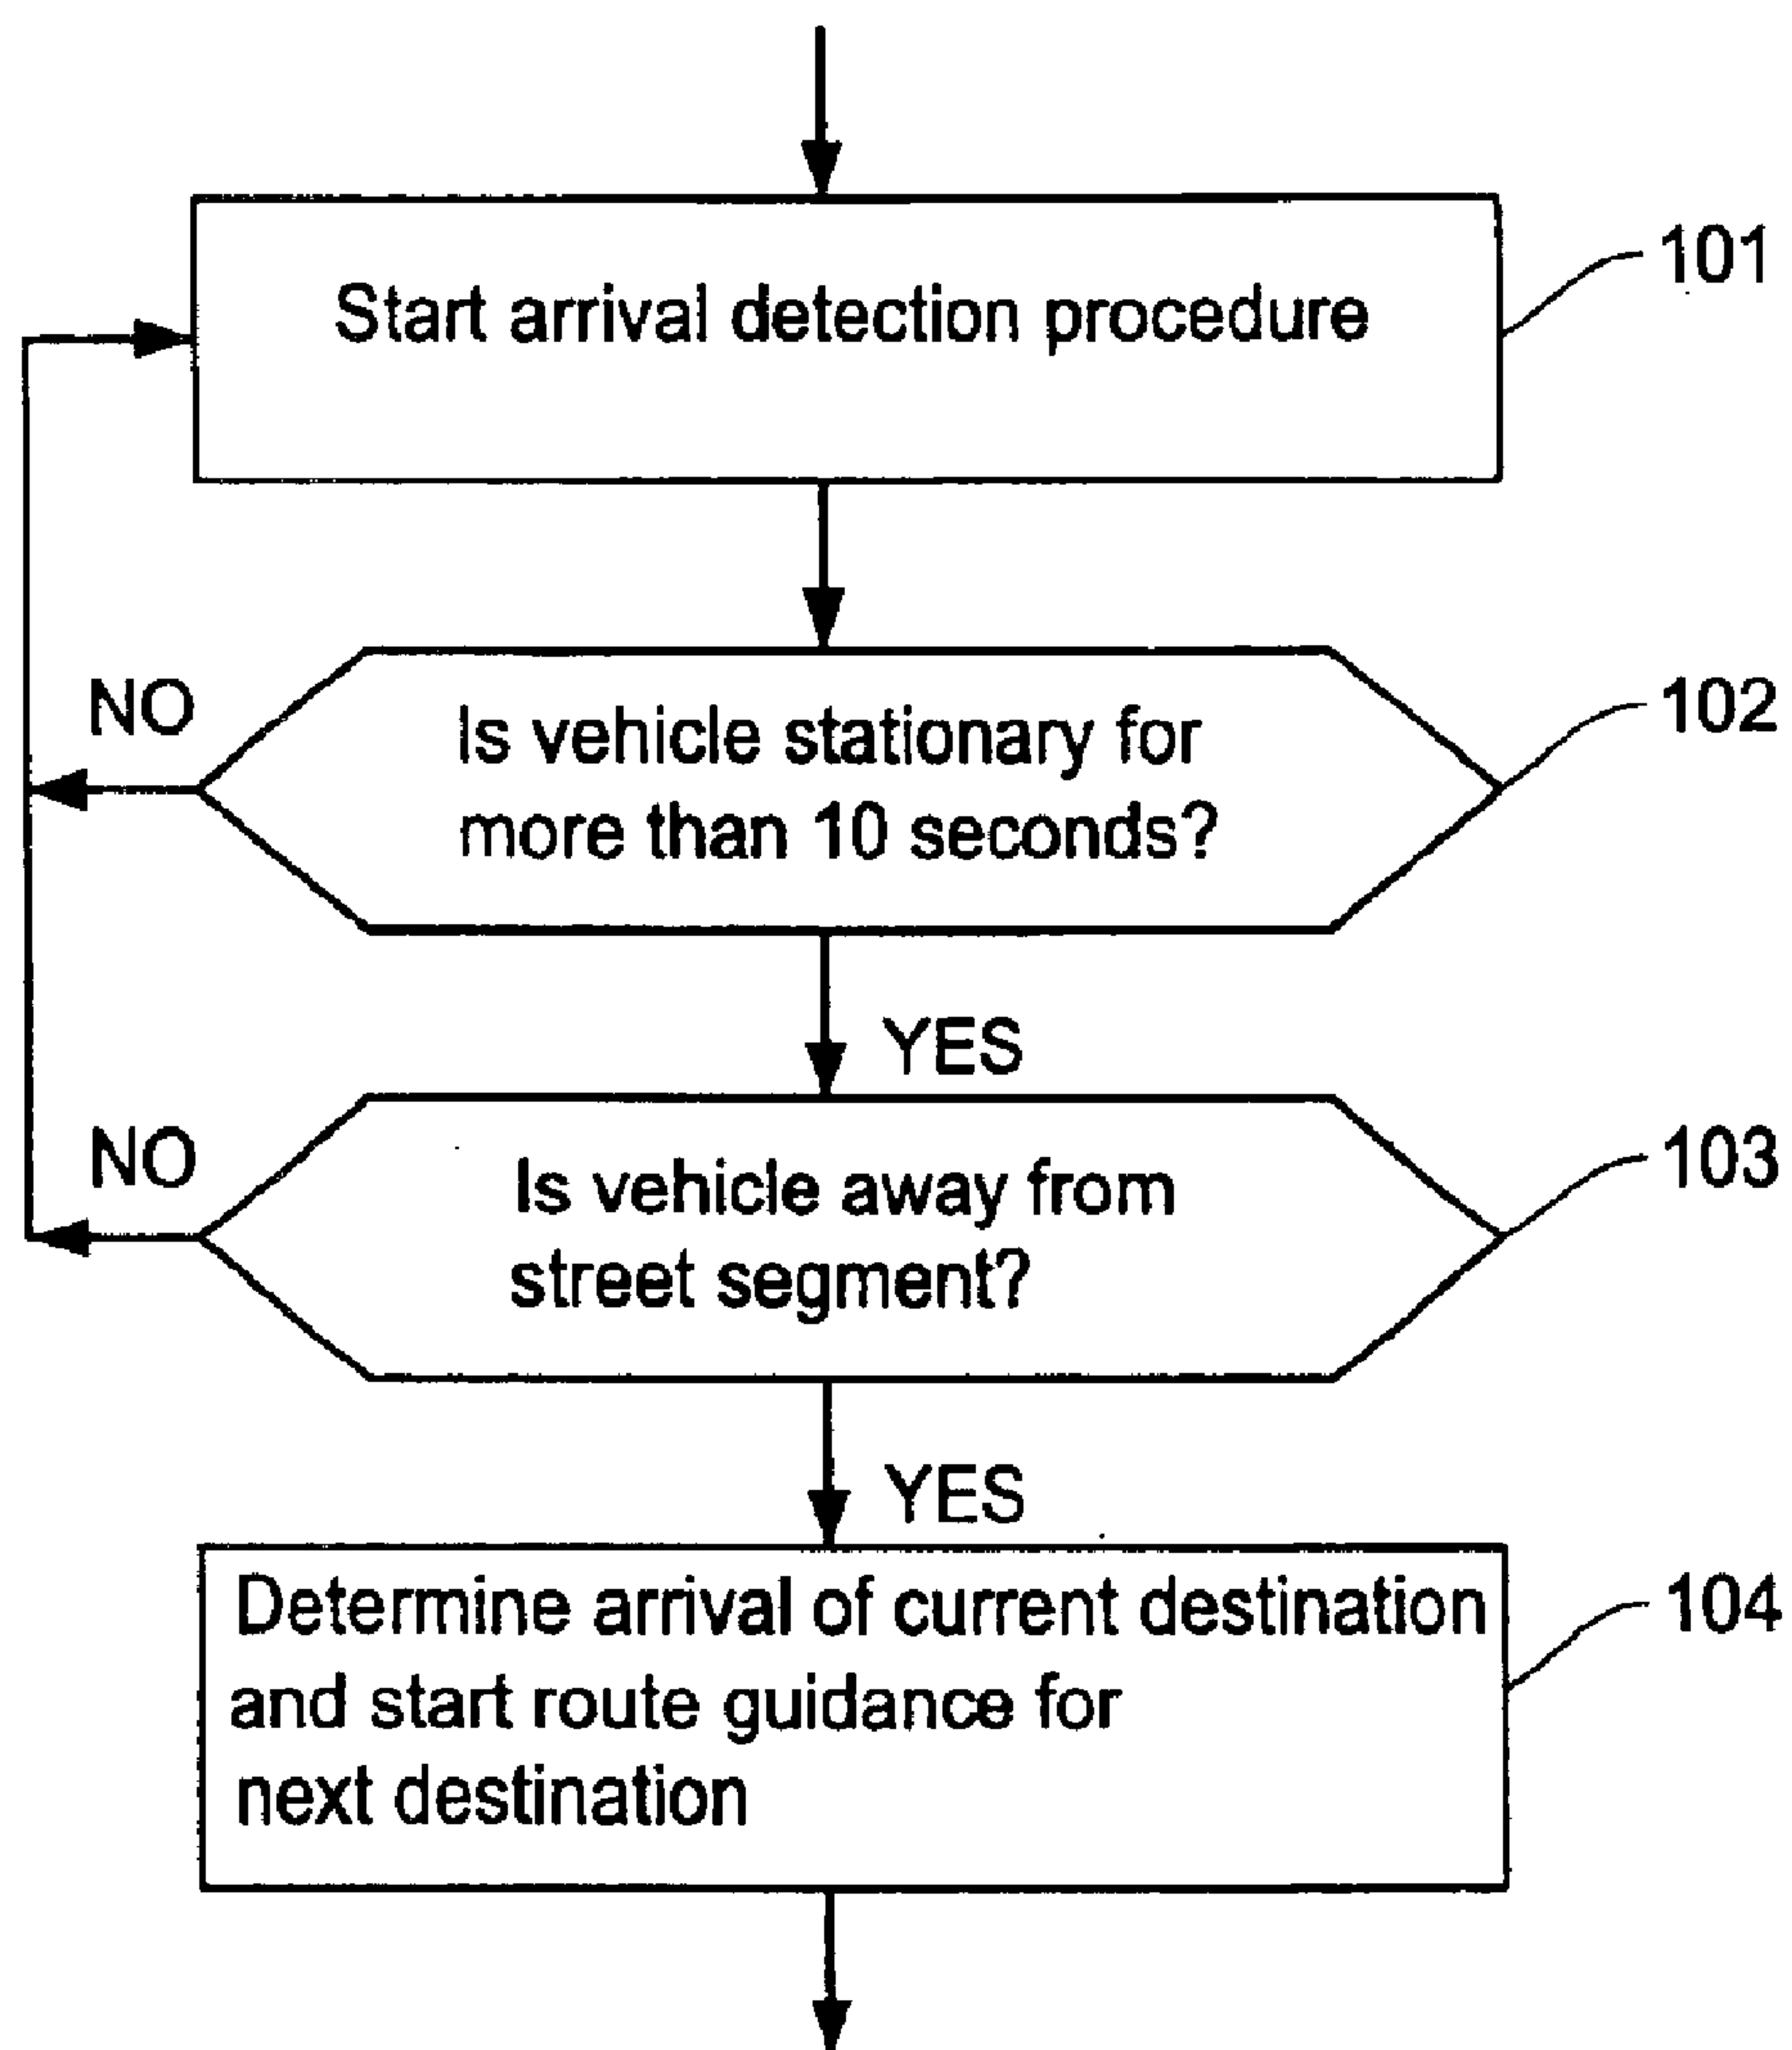 Start arrival detection procedure
101
NO
Is vehicle stationary for
more than 10 seconds?
102
YES
NO
Is vehicle away from
street segment?
103
YES
Determine arrival of current destination
and start route guidance for
next destination
104